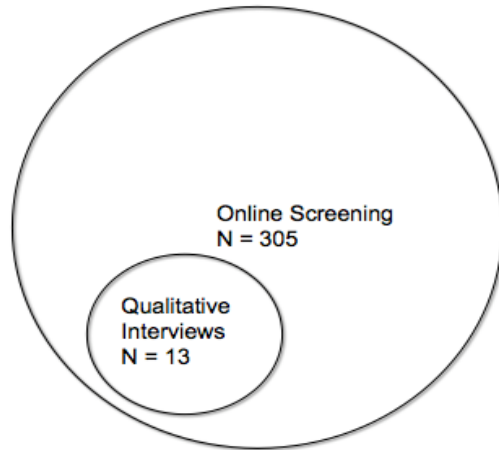 Online Screening
N = 305
Qualitative
Interviews
N = 13